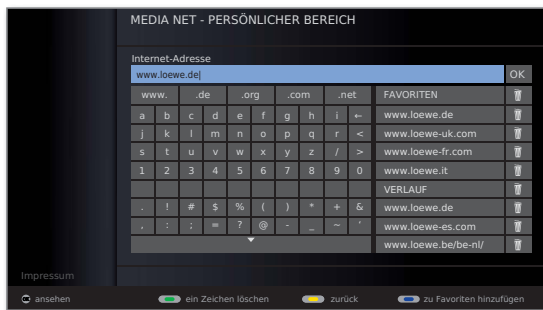 MEDIA NET - PERSÖNLICHER BEREICH
Internet-Adresse
www.loewe.de|
OK
www. .de .org .com .net FAVORITEN
a b c d e f g h i ← www.loewe.de
j k l m n o p q r < www.loewe-uk.com
s t u v w x y z / > www.loewe-fr.com
1 2 3 4 5 6 7 8 9 0 www.loewe.it
VERLAUF
. ! # $ % ( ) * + & www.loewe.de
, : ; = ? @ - _ ~ ' www.loewe-es.com
www.loewe.be/be-nl/
Impressum
OK ansehen ein Zeichen löschen zurück zu Favoriten hinzufügen